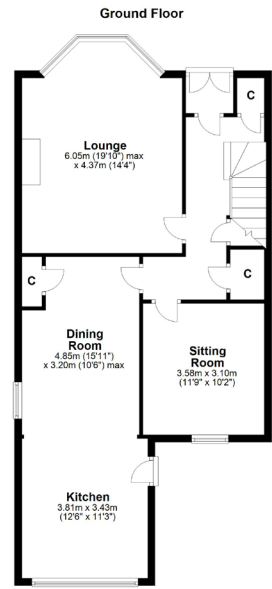 Ground Floor
C
Lounge
6.05m (19'10") max
x 4.37m (14'4")
C
C
Dining
Room
4.85m (15'11")
x 3.20m (10'6") max
Sitting
Room
3.58m x 3.10m
(11'9" x 10'2")
Kitchen
3.81m x 3.43m
(12'6" x 11'3")